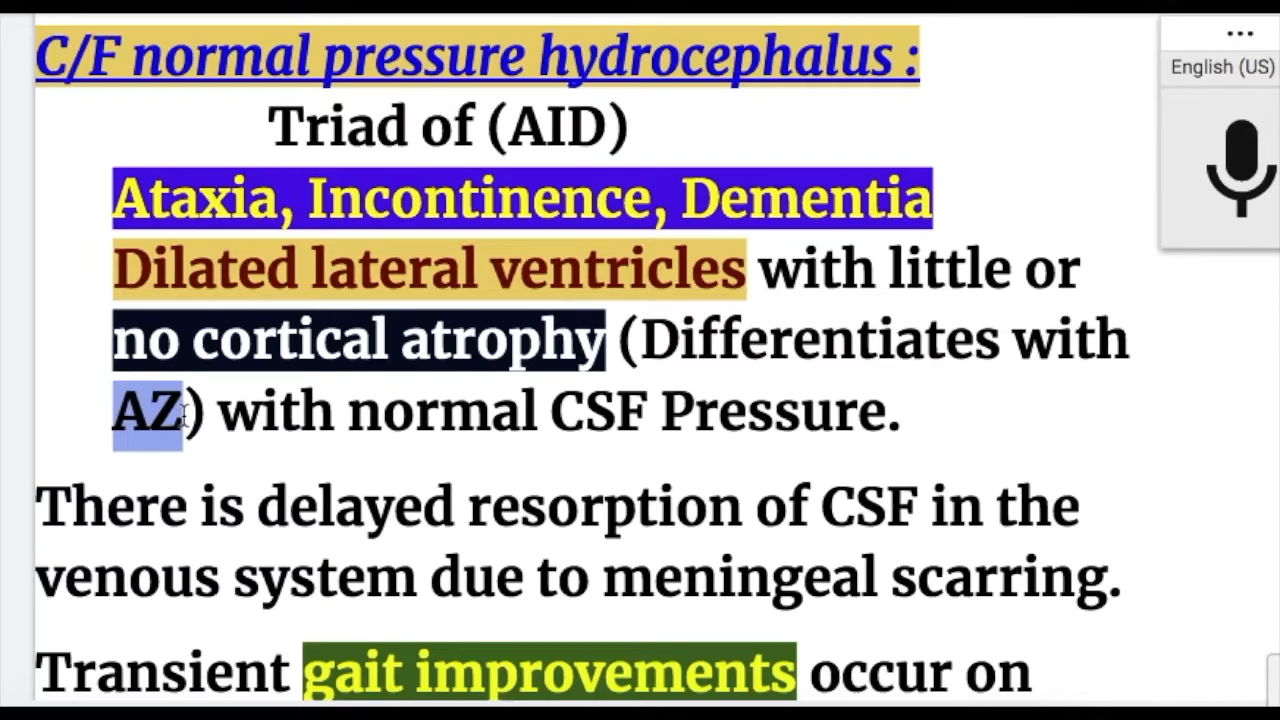 C/F normal pressure hydrocephalus :
English (US)
Triad of (AID)
Ataxia, Incontinence, Dementia
Dilated lateral ventricles with little or
no cortical atrophy (Differentiates with
AZ) with normal CSF Pressure.
There is delayed resorption of CSF in the
venous system due to meningeal scarring.
Transient gait improvements occur on